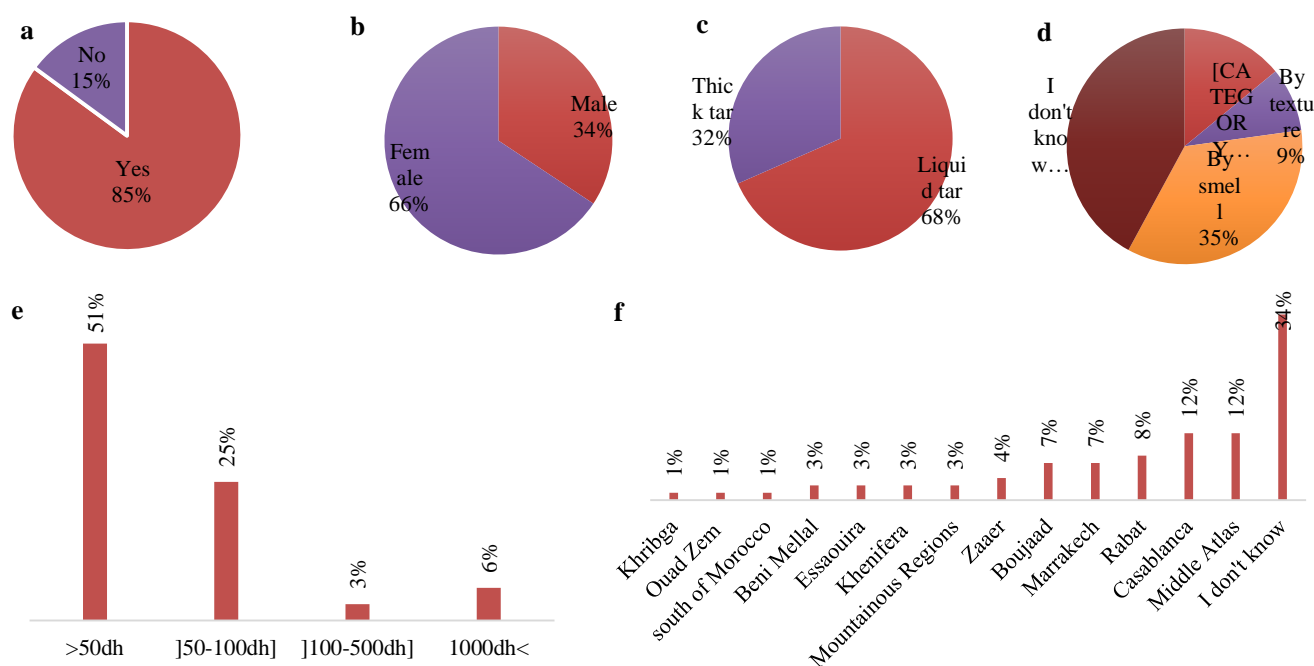 a
No
15%
Yes
85%
b
Male
34%
Fem
ale
66%
c
Thic
k tar
32%
Liqui
d tar
68%
d
I
don't
kno
w…
[CA
TEGOR
Y…
By
textu
re
9%
By
smel
l
35%
e
51%
25%
3%
6%
>50dh
]50-100dh]
]100-500dh]
1000dh<
f
1%
1%
1%
3%
3%
3%
3%
4%
7%
7%
8%
12%
12%
34%
Khribga
Ouad Zem
south of Morocco
Beni Mellal
Essaouira
Khenifera
Mountainous Regions
Zaaer
Boujaad
Marrakech
Rabat
Casablanca
Middle Atlas
I don't know